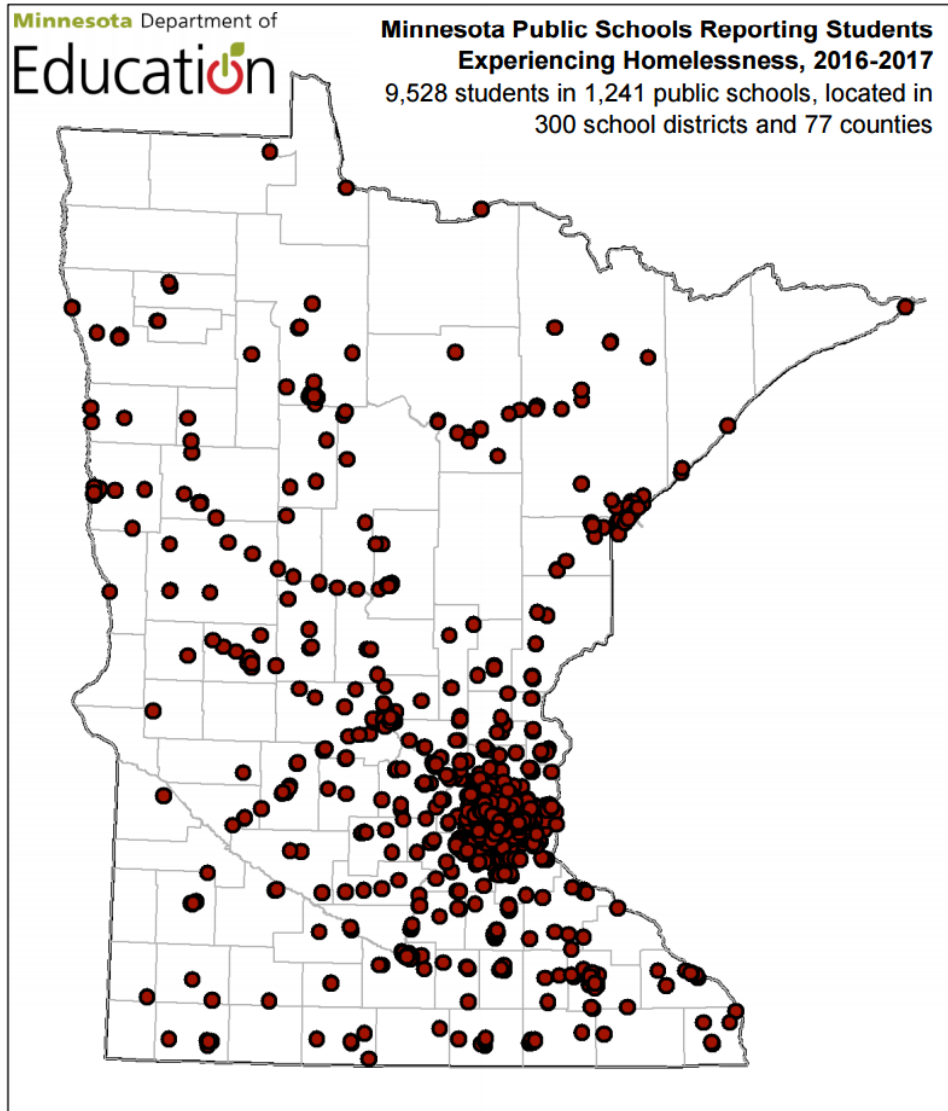 Minnesota Department of
Education
Minnesota Public Schools Reporting Students
Experiencing Homelessness, 2016-2017
9,528 students in 1,241 public schools, located in
300 school districts and 77 counties